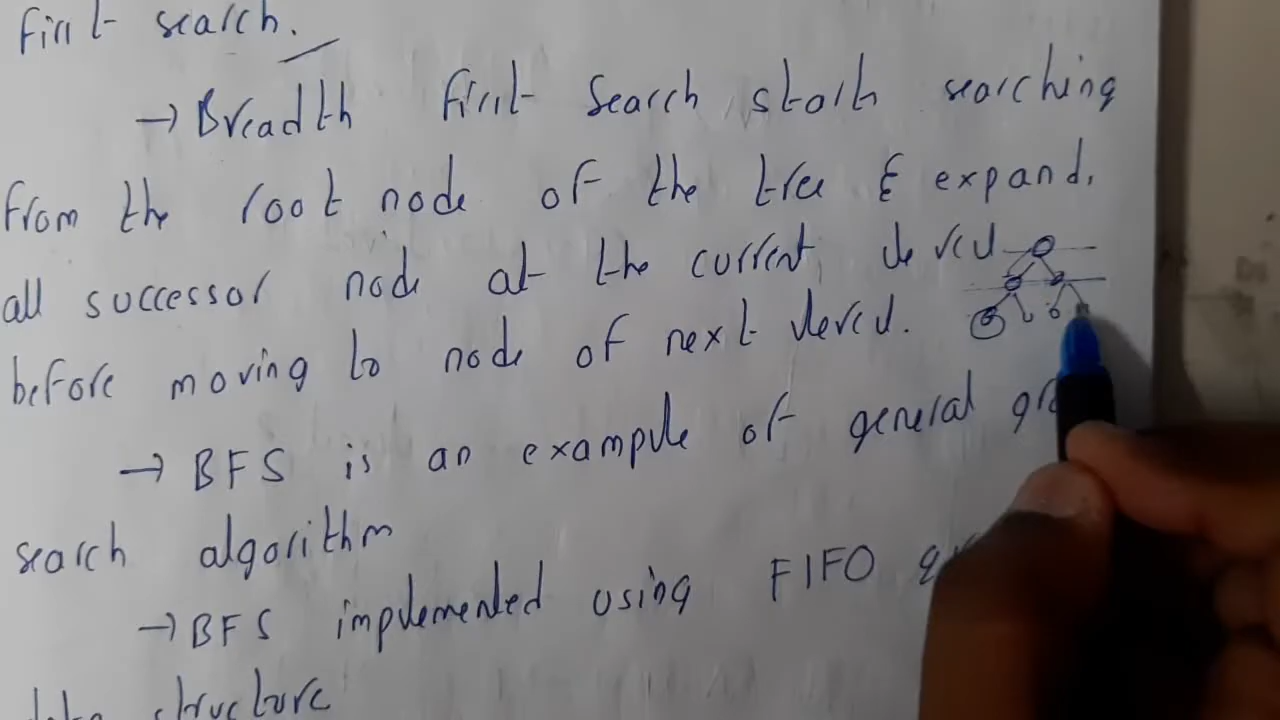 First search.
→ Breadth First Search start searching
from the root node of the tree & expand
all successor node at the current level
before moving to node of next level.
→ BFS is an example of general
search algorithm
→ BFS implemented using FIFO
structure